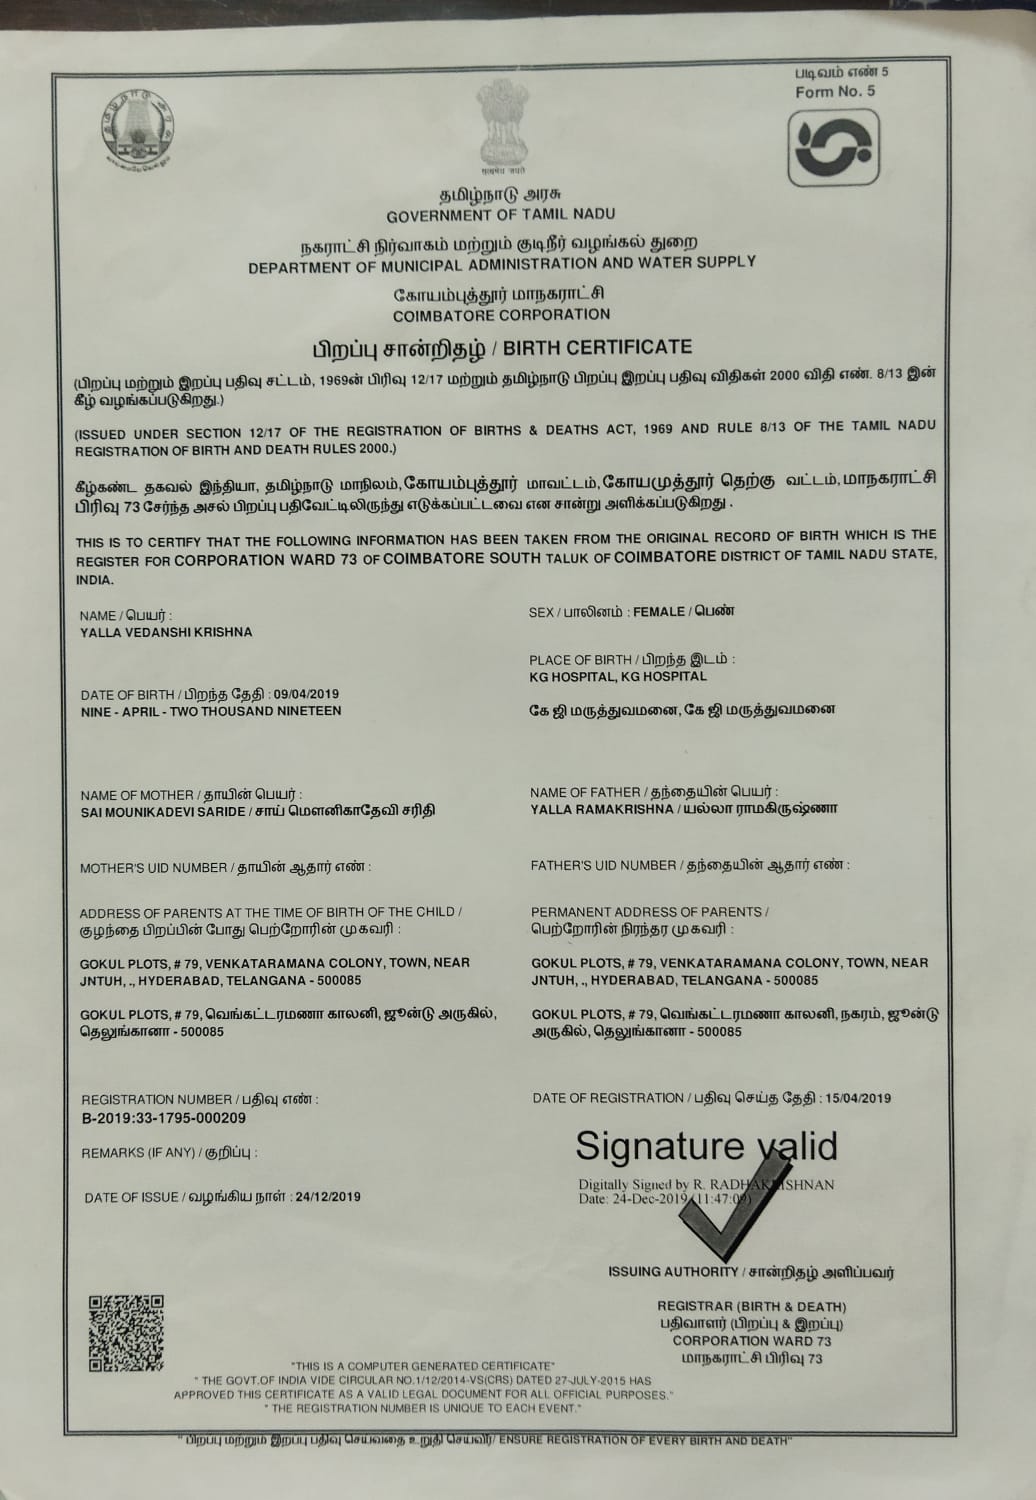 படிவம் எண் 5
Form No. 5
सत्यमेव जयते
தமிழ்நாடு அரசு
GOVERNMENT OF TAMIL NADU
நகராட்சி நிர்வாகம் மற்றும் குடிநீர் வழங்கல் துறை
DEPARTMENT OF MUNICIPAL ADMINISTRATION AND WATER SUPPLY
கோயம்புத்தூர் மாநகராட்சி
COIMBATORE CORPORATION
பிறப்பு சான்றிதழ் / BIRTH CERTIFICATE
(பிறப்பு மற்றும் இறப்பு பதிவு சட்டம், 1969ன் பிரிவு 12/17 மற்றும் தமிழ்நாடு பிறப்பு இறப்பு பதிவு விதிகள் 2000 விதி எண். 8/13 இன்
கீழ் வழங்கப்படுகிறது.)
(ISSUED UNDER SECTION 12/17 OF THE REGISTRATION OF BIRTHS & DEATHS ACT, 1969 AND RULE 8/13 OF THE TAMIL NADU
REGISTRATION OF BIRTH AND DEATH RULES 2000.)
கீழ்கண்ட தகவல் இந்தியா, தமிழ்நாடு மாநிலம், கோயம்புத்தூர் மாவட்டம், கோயமுத்தூர் தெற்கு வட்டம், மாநகராட்சி
பிரிவு 73 சேர்ந்த அசல் பிறப்பு பதிவேட்டிலிருந்து எடுக்கப்பட்டவை என சான்று அளிக்கப்படுகிறது .
THIS IS TO CERTIFY THAT THE FOLLOWING INFORMATION HAS BEEN TAKEN FROM THE ORIGINAL RECORD OF BIRTH WHICH IS THE
REGISTER FOR CORPORATION WARD 73 OF COIMBATORE SOUTH TALUK OF COIMBATORE DISTRICT OF TAMIL NADU STATE,
INDIA.
NAME / பெயர் :
YALLA VEDANSHI KRISHNA
SEX / பாலினம் : FEMALE / பெண்
PLACE OF BIRTH / பிறந்த இடம் :
KG HOSPITAL, KG HOSPITAL
DATE OF BIRTH / பிறந்த தேதி : 09/04/2019
NINE - APRIL - TWO THOUSAND NINETEEN
கே ஜி மருத்துவமனை, கே ஜி மருத்துவமனை
NAME OF MOTHER / தாயின் பெயர் :
SAI MOUNIKADEVI SARIDE / சாய் மௌனிகாதேவி சரிதி
NAME OF FATHER / தந்தையின் பெயர் :
YALLA RAMAKRISHNA / யல்லா ராமகிருஷ்ணா
MOTHER'S UID NUMBER / தாயின் ஆதார் எண் :
FATHER'S UID NUMBER / தந்தையின் ஆதார் எண் :
ADDRESS OF PARENTS AT THE TIME OF BIRTH OF THE CHILD /
குழந்தை பிறப்பின் போது பெற்றோரின் முகவரி :
GOKUL PLOTS, # 79, VENKATARAMANA COLONY, TOWN, NEAR
JNTUH, ., HYDERABAD, TELANGANA - 500085
GOKUL PLOTS, # 79, வெங்கட்டரமணா காலனி, ஜூன்டு அருகில்,
தெலுங்கானா - 500085
PERMANENT ADDRESS OF PARENTS /
பெற்றோரின் நிரந்தர முகவரி :
GOKUL PLOTS, # 79, VENKATARAMANA COLONY, TOWN, NEAR
JNTUH, ., HYDERABAD, TELANGANA - 500085
GOKUL PLOTS, # 79, வெங்கட்டரமணா காலனி, நகரம், ஜூன்டு
அருகில், தெலுங்கானா - 500085
REGISTRATION NUMBER / பதிவு எண் :
B-2019:33-1795-000209
DATE OF REGISTRATION / பதிவு செய்த தேதி : 15/04/2019
REMARKS (IF ANY) / குறிப்பு :
DATE OF ISSUE / வழங்கிய நாள் : 24/12/2019
Signature valid
Digitally Signed by R. RADHAKRISHNAN
Date: 24-Dec-2019 (11:47:09)
ISSUING AUTHORITY / சான்றிதழ் அளிப்பவர்
REGISTRAR (BIRTH & DEATH)
பதிவாளர் (பிறப்பு & இறப்பு)
CORPORATION WARD 73
மாநகராட்சி பிரிவு 73
"THIS IS A COMPUTER GENERATED CERTIFICATE"
" THE GOVT.OF INDIA VIDE CIRCULAR NO.1/12/2014-VS(CRS) DATED 27-JULY-2015 HAS
APPROVED THIS CERTIFICATE AS A VALID LEGAL DOCUMENT FOR ALL OFFICIAL PURPOSES."
" THE REGISTRATION NUMBER IS UNIQUE TO EACH EVENT."
" பிறப்பு மற்றும் இறப்பு பதிவு செய்வதை உறுதி செய்வீர்/ ENSURE REGISTRATION OF EVERY BIRTH AND DEATH"